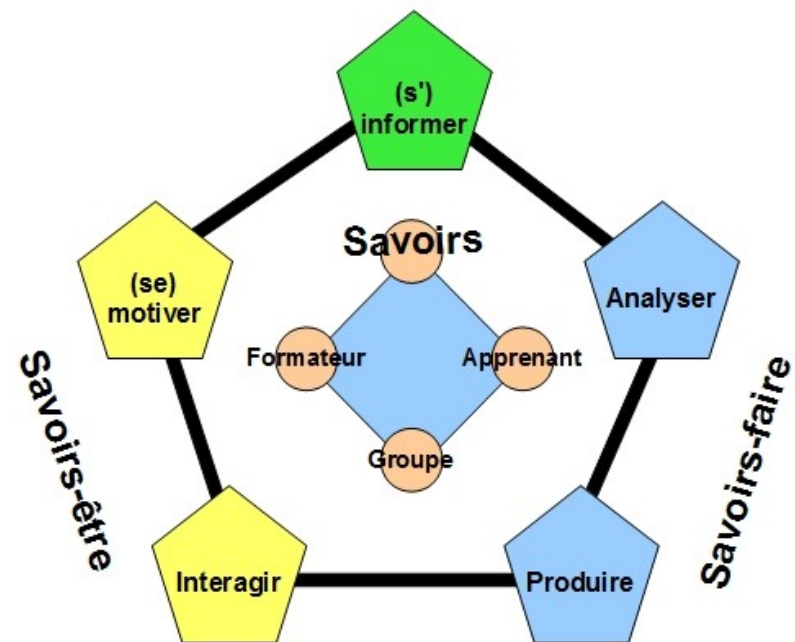 (s')
informer
Savoirs
(se)
motiver
Analyser
Formateur
Apprenant
Groupe
Savoirs-être
Savoirs-faire
Interagir
Produire